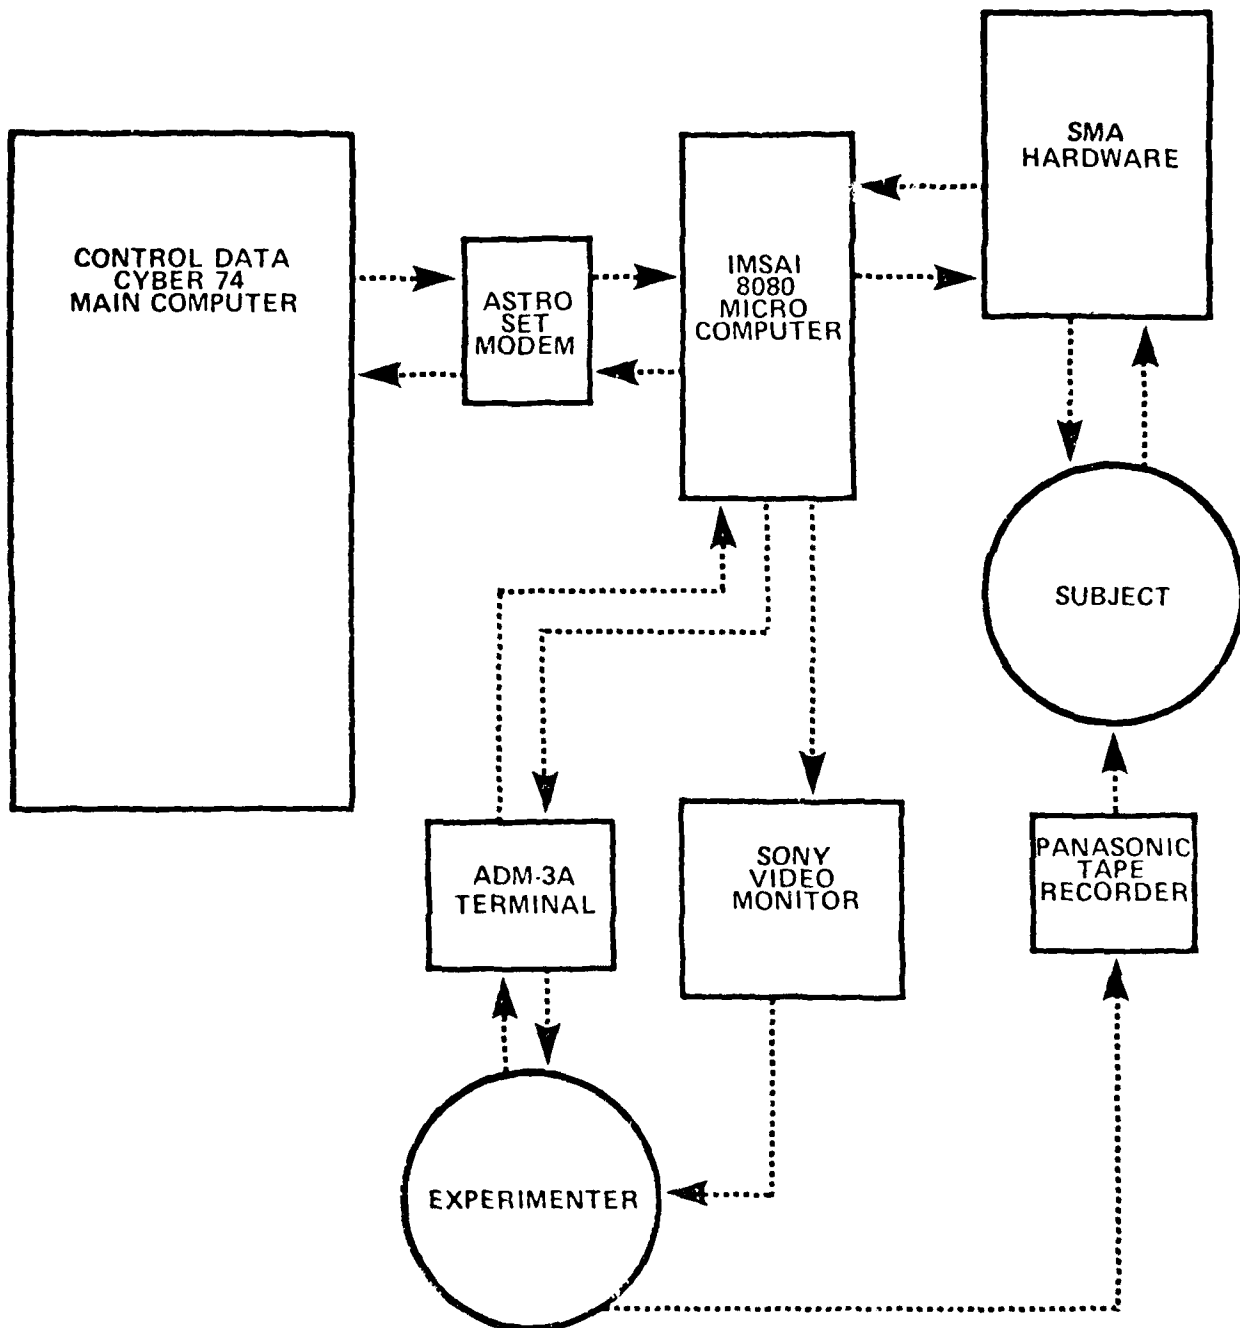 SMA
HARDWARE
CONTROL DATA
CYBER 74
MAIN COMPUTER
ASTRO
SET
MODEM
IMSAI
8080
MICRO
COMPUTER
SUBJECT
ADM-3A
TERMINAL
SONY
VIDEO
MONITOR
PANASONIC
TAPE
RECORDER
EXPERIMENTER